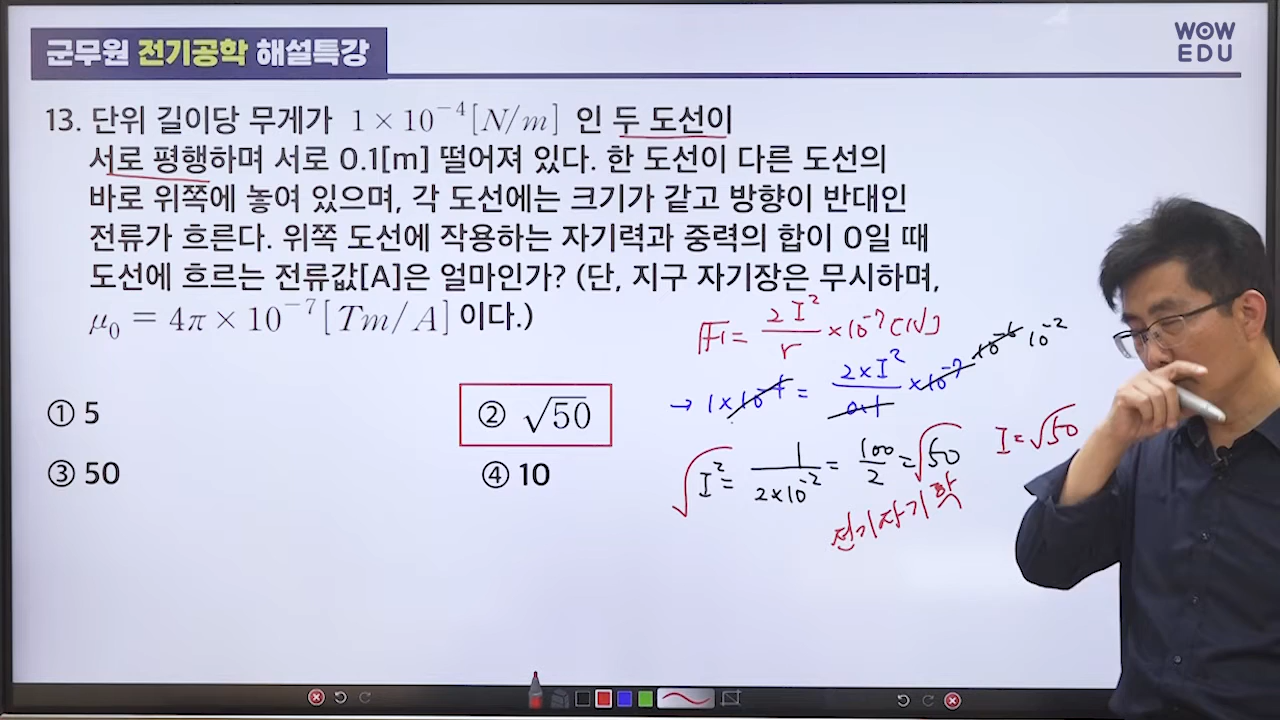 군무원 전기공학 해설특강
WOW
EDU
13. 단위 길이당 무게가 1 × 10⁻⁴[N/m] 인 두 도선이
서로 평행하며 서로 0.1[m] 떨어져 있다. 한 도선이 다른 도선의
바로 위쪽에 놓여 있으며, 각 도선에는 크기가 같고 방향이 반대인
전류가 흐른다. 위쪽 도선에 작용하는 자기력과 중력의 합이 0일 때
도선에 흐르는 전류값[A]은 얼마인가? (단, 지구 자기장은 무시하며,
μ₀ = 4π × 10⁻⁷[Tm/A] 이다.)
F = 2I²/r × 10⁻⁷ [N]
→ 1 × 10⁻⁴ = 2 × I²/0.1 × 10⁻⁷ 10⁻⁶ 10⁻²
① 5
② √50
√I² = 1/2×10⁻² = 100/2 = √50 I = √50
③ 50
④ 10
전기자기학